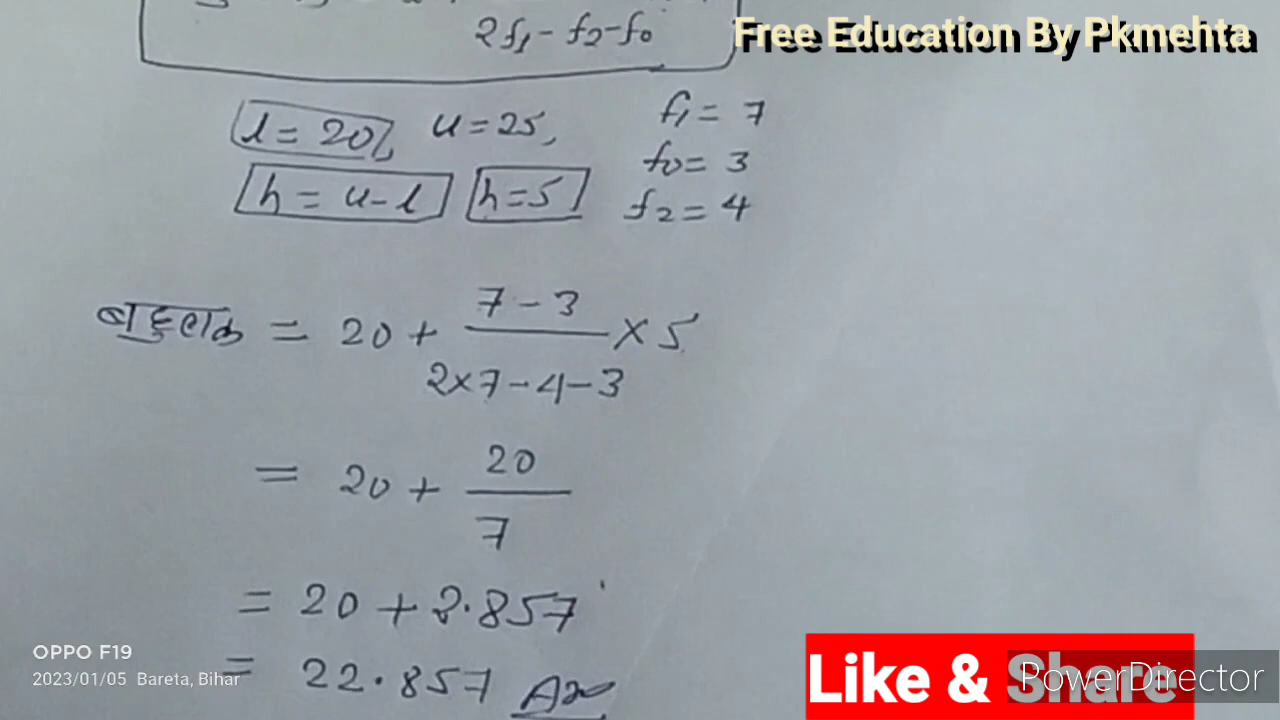 2f₁ - f₂ - f₀
Free Education By Pkmehta
l = 20, u = 25, f₁ = 7
h = u - l h = 5 f₀ = 3
f₂ = 4
7 - 3
बाहुलक = 20 + ——— × 5
2×7 - 4 - 3
20
= 20 + ——
7
= 20 + 2.857
= 22.857 Ans
OPPO F19
2023/01/05 Bareta, Bihar
Like & Share
PowerDirector